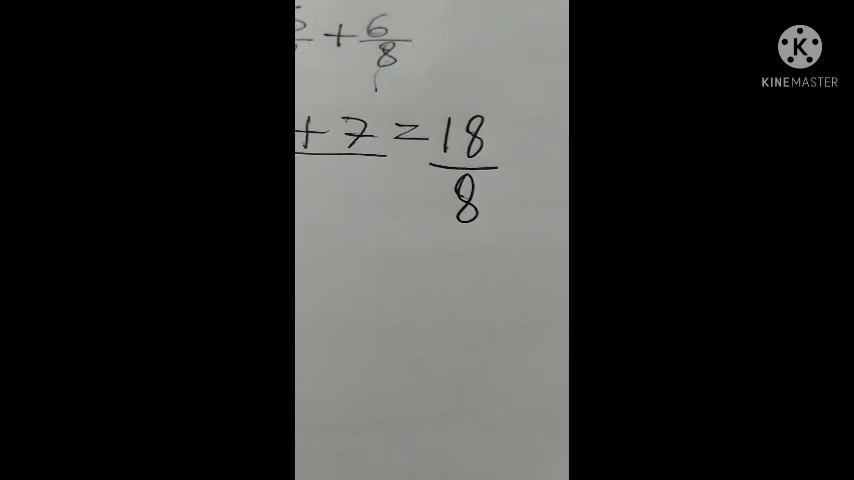 + 6/8
+ 7 = 18
8
K
KINEMASTER